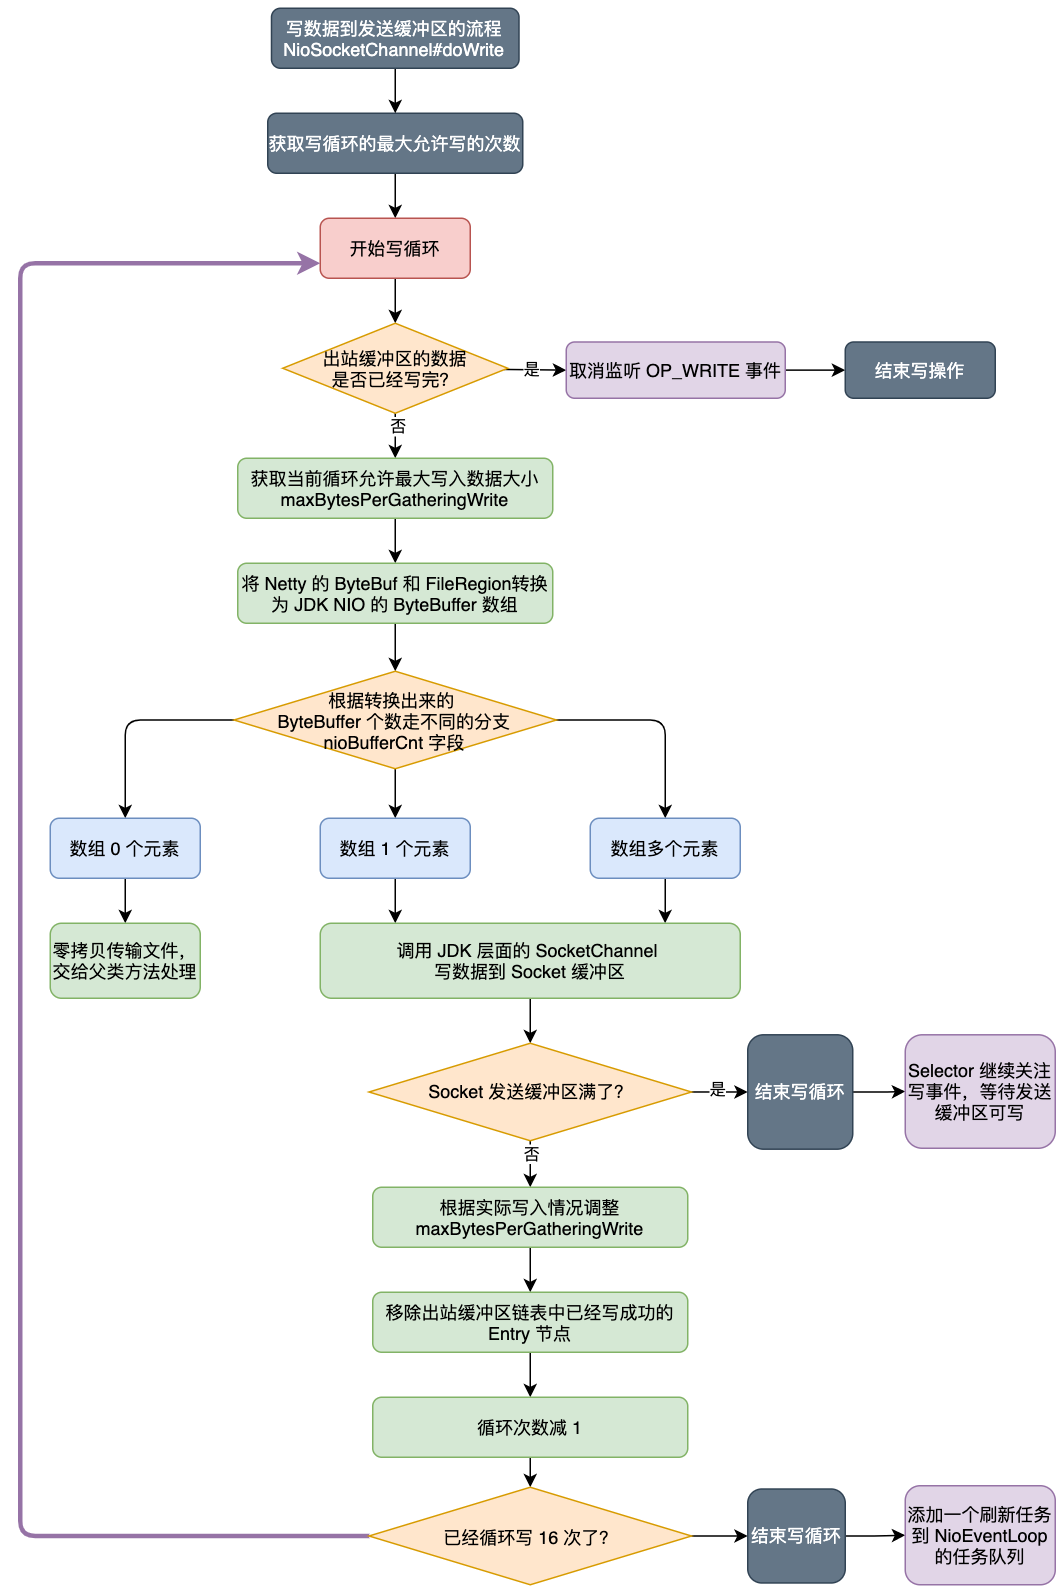 写数据到发送缓冲区的流程
NioSocketChannel#doWrite
获取写循环的最大允许写的次数
开始写循环
出站缓冲区的数据
是否已经写完?
是
取消监听 OP_WRITE 事件
结束写操作
否
获取当前循环允许最大写入数据大小
maxBytesPerGatheringWrite
将 Netty 的 ByteBuf 和 FileRegion转换
为 JDK NIO 的 ByteBuffer 数组
根据转换出来的
ByteBuffer 个数走不同的分支
nioBufferCnt 字段
数组 0 个元素
数组 1 个元素
数组多个元素
零拷贝传输文件，
交给父类方法处理
调用 JDK 层面的 SocketChannel
写数据到 Socket 缓冲区
Socket 发送缓冲区满了?
是
结束写循环
Selector 继续关注
写事件，等待发送
缓冲区可写
否
根据实际写入情况调整
maxBytesPerGatheringWrite
移除出站缓冲区链表中已经写成功的
Entry 节点
循环次数减 1
已经循环写 16 次了?
结束写循环
添加一个刷新任务
到 NioEventLoop
的任务队列